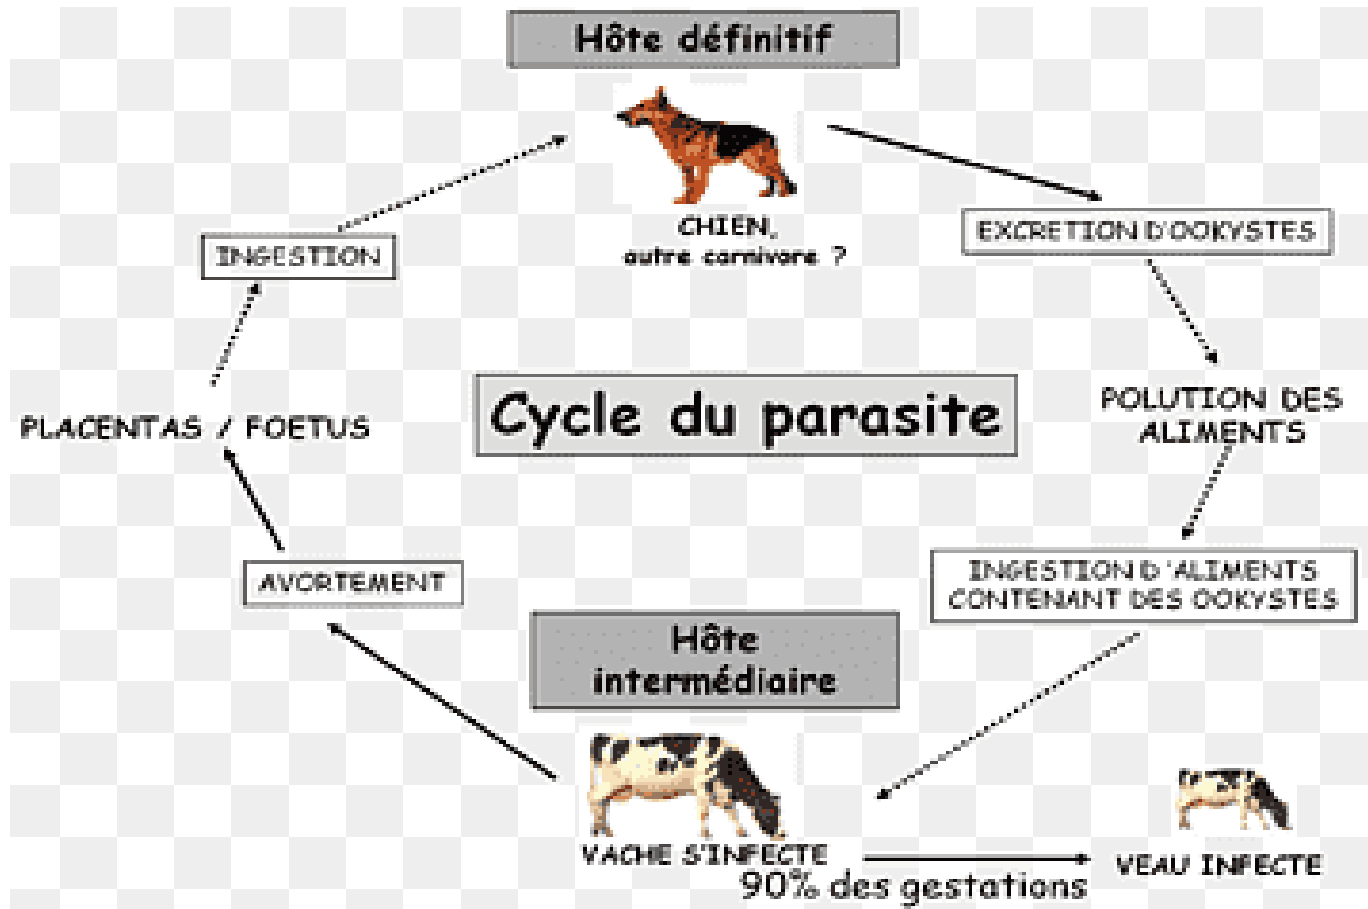 Hôte définitif
CHIEN,
autre carnivore ?
EXCRETION D'OOKYSTES
INGESTION
Cycle du parasite
POLUTION DES
ALIMENTS
PLACENTAS / FOETUS
INGESTION D'ALIMENTS
CONTENANT DES OOKYSTES
AVORTEMENT
Hôte
intermédiaire
VACHE S'INFECTE
VEAU INFECTE
90% des gestations